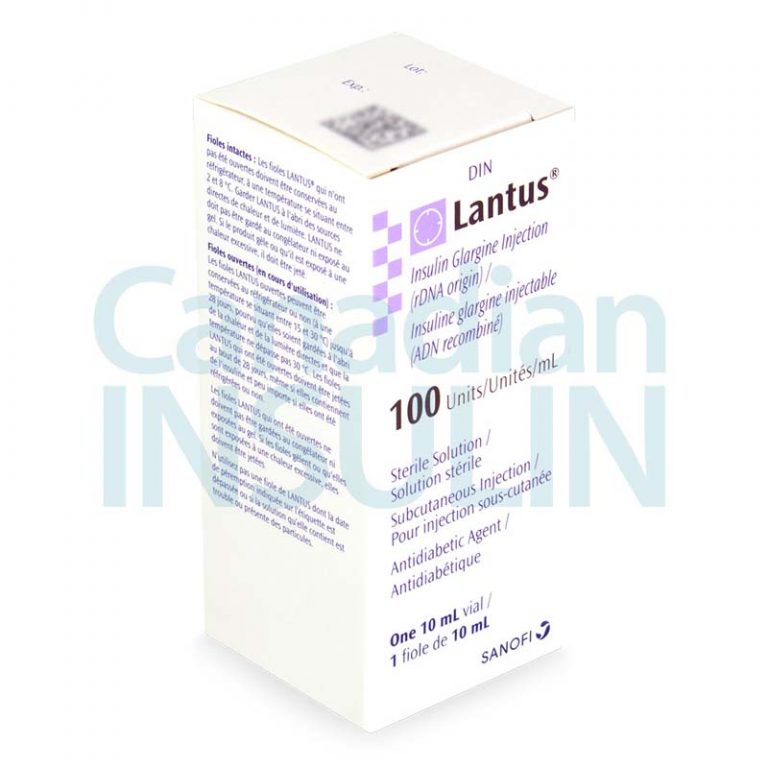 Lot:
Exp.:
DIN
Lantus®
Insulin Glargine Injection
(rDNA origin) /
Insuline glargine injectable
(ADN recombiné)
100 Units/Unités/mL
Sterile Solution /
Solution stérile
Subcutaneous Injection /
Pour injection sous-cutanée
Antidiabetic Agent /
Antidiabétique
One 10 mL vial /
1 fiole de 10 mL
SANOFI
Fioles intactes : Les fioles LANTUS® qui n'ont
pas été ouvertes doivent être conservées au
réfrigérateur, à une température se situant entre
2 et 8 °C. Garder LANTUS à l'abri des sources
directes de chaleur et de lumière. LANTUS ne
doit pas être gardé au congélateur ni exposé au
gel. Si le produit gèle ou qu'il est exposé à une
chaleur excessive, il doit être jeté.
Fioles ouvertes (en cours d'utilisation) :
Les fioles LANTUS ouvertes peuvent être
conservées au réfrigérateur ou non (à une
température se situant entre 15 et 30 °C) jusqu'à
28 jours, pourvu qu'elles soient gardées à l'abri
de la chaleur et de la lumière directes et que la
température ne dépasse pas 30 °C. Les fioles
LANTUS qui ont été ouvertes doivent être jetées
au bout de 28 jours, même si elles contiennent
de l'insuline et peu importe si elles ont été
réfrigérées ou non.
Les fioles LANTUS qui ont été ouvertes ne
doivent pas être gardées au congélateur ni
exposées au gel. Si les fioles gèlent ou qu'elles
sont exposées à une chaleur excessive, elles
doivent être jetées.
N'utilisez pas une fiole de LANTUS dont la date
de péremption indiquée sur l'étiquette est
dépassée ou si la solution qu'elle contient est
trouble ou présente des particules.
Canadian
INSULIN